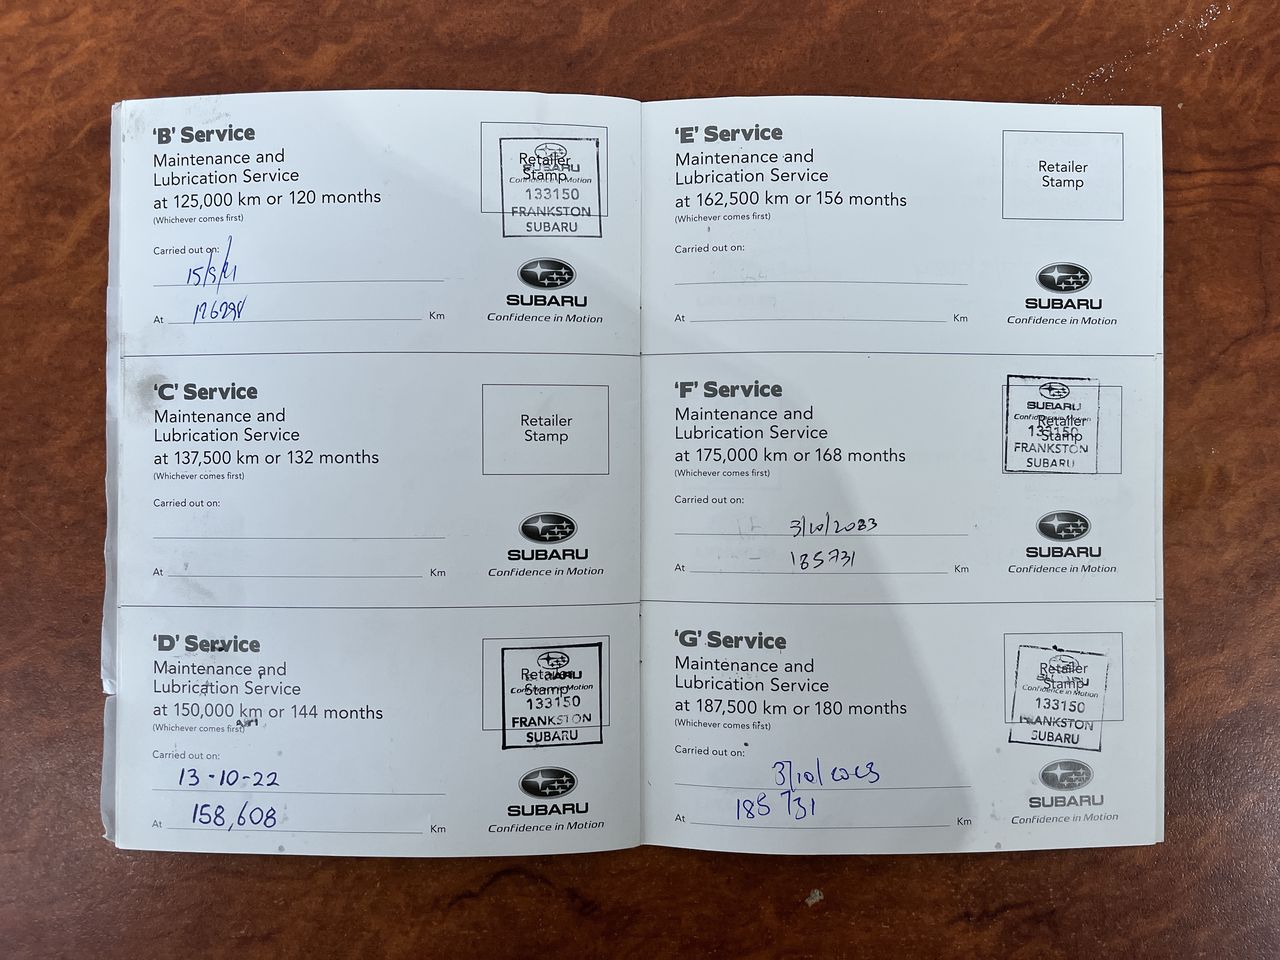 'B' Service
Maintenance and
Lubrication Service
at 125,000 km or 120 months
(Whichever comes first)
Retailer
Stamp
SUBARU
Confidence in Motion
133150
FRANKSTON
SUBARU
Carried out on:
At Km
SUBARU
Confidence in Motion
'C' Service
Maintenance and
Lubrication Service
at 137,500 km or 132 months
(Whichever comes first)
Retailer
Stamp
Carried out on:
At Km
SUBARU
Confidence in Motion
'D' Service
Maintenance and
Lubrication Service
at 150,000 km or 144 months
(Whichever comes first)
Retailer
Stamp
SUBARU
Confidence in Motion
133150
FRANKSTON
SUBARU
Carried out on:
13-10-22
At 158,608 Km
SUBARU
Confidence in Motion
'E' Service
Maintenance and
Lubrication Service
at 162,500 km or 156 months
(Whichever comes first)
Retailer
Stamp
Carried out on:
At Km
SUBARU
Confidence in Motion
'F' Service
Maintenance and
Lubrication Service
at 175,000 km or 168 months
(Whichever comes first)
Retailer
Stamp
SUBARU
Confidence in Motion
133150
FRANKSTON
SUBARU
Carried out on:
At 185731 Km
SUBARU
Confidence in Motion
'G' Service
Maintenance and
Lubrication Service
at 187,500 km or 180 months
(Whichever comes first)
Retailer
Stamp
SUBARU
Confidence in Motion
133150
FRANKSTON
SUBARU
Carried out on:
At 185 731 Km
SUBARU
Confidence in Motion